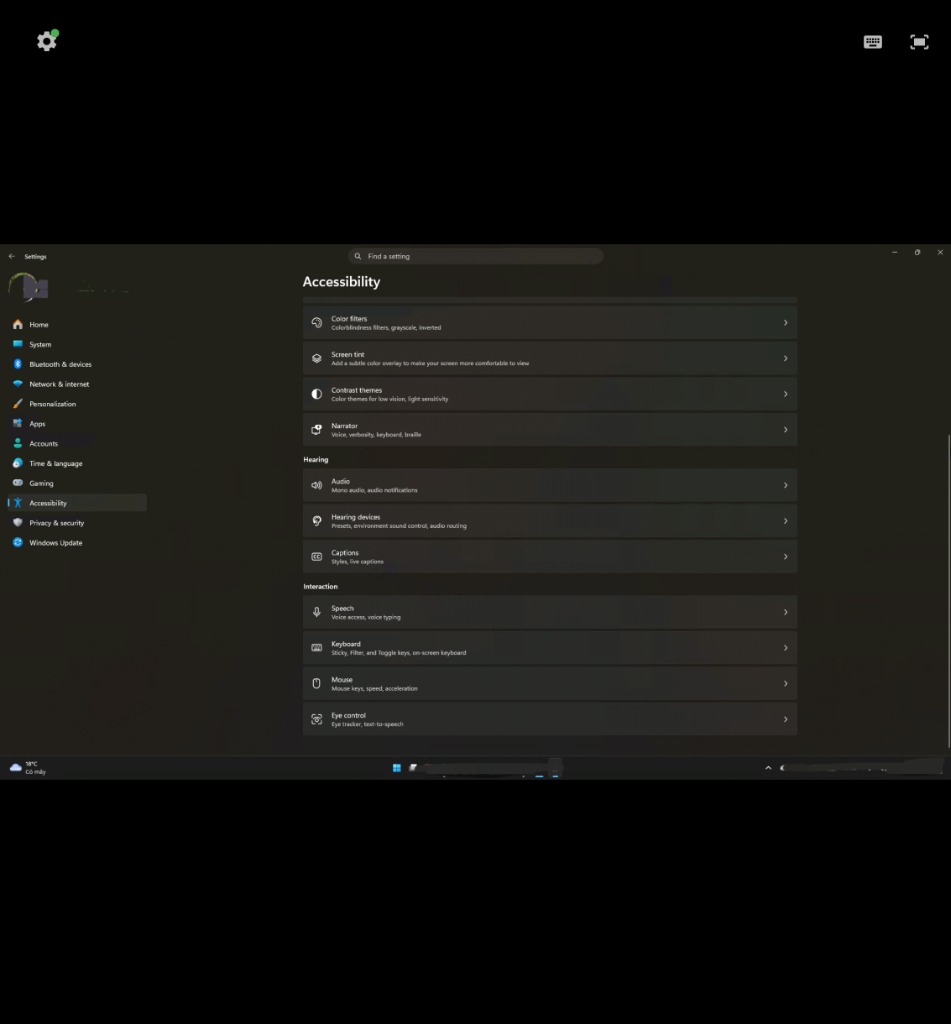 Settings
Find a setting
Accessibility
Home
System
Bluetooth & devices
Network & internet
Personalization
Apps
Accounts
Time & language
Gaming
Accessibility
Privacy & security
Windows Update
Color filters
Colorblindness filters, grayscale, inverted
Screen tint
Add a subtle color overlay to make your screen more comfortable to view
Contrast themes
Color themes for low vision, light sensitivity
Narrator
Voice, verbosity, keyboard, braille
Hearing
Audio
Mono audio, audio notifications
Hearing devices
Presets, environment sound control, audio routing
Captions
Styles, live captions
Interaction
Speech
Voice access, voice typing
Keyboard
Sticky, Filter, and Toggle keys, on-screen keyboard
Mouse
Mouse keys, speed, acceleration
Eye control
Eye tracker, text-to-speech
18°C
Có mây